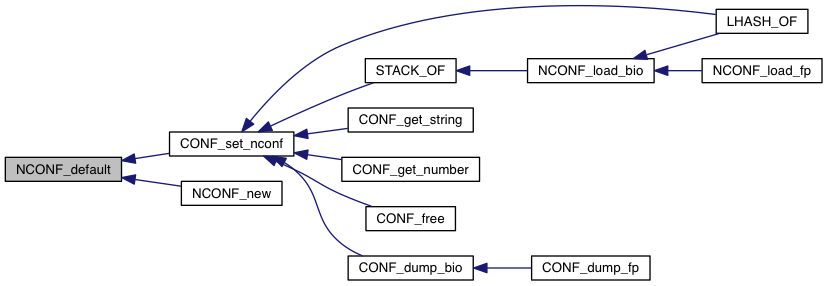 LHASH_OF
STACK_OF
NCONF_load_bio
NCONF_load_fp
CONF_get_string
CONF_set_nconf
NCONF_default
CONF_get_number
NCONF_new
CONF_free
CONF_dump_bio
CONF_dump_fp